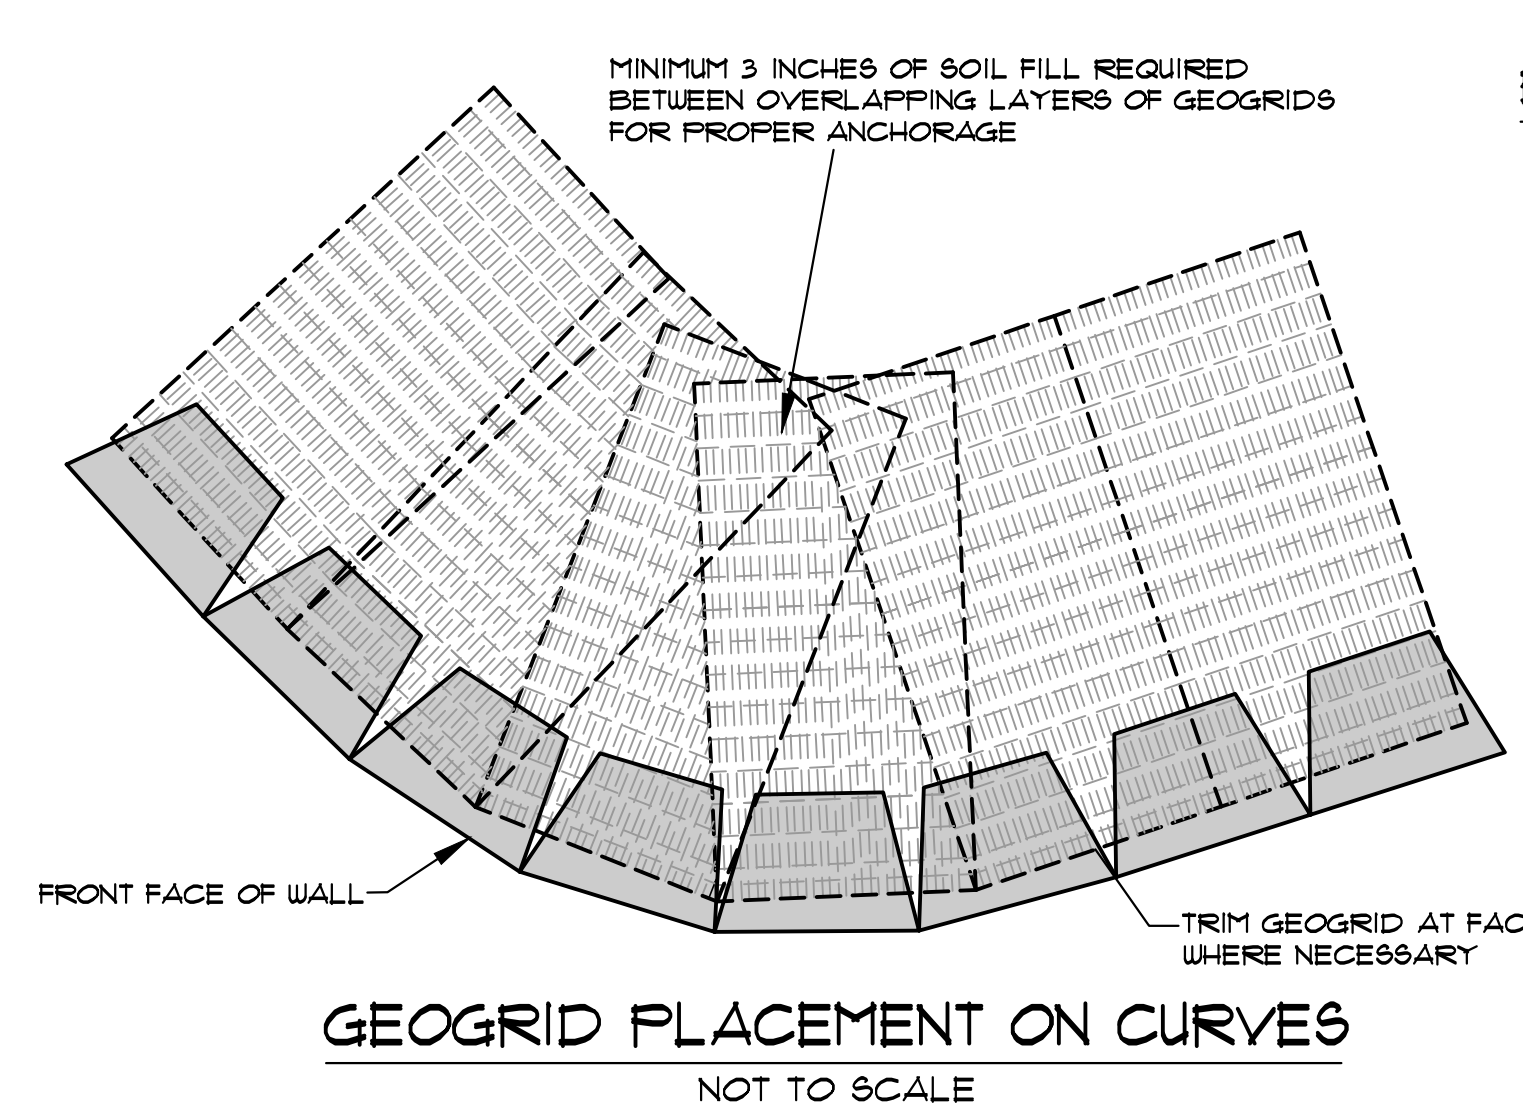 MINIMUM 3 INCHES OF SOIL FILL REQUIRED
BETWEEN OVERLAPPING LAYERS OF GEOGRIDS
FOR PROPER ANCHORAGE
FRONT FACE OF WALL
TRIM GEOGRID AT
WHERE NECESSARY
GEOGRID PLACEMENT ON CURVES
NOT TO SCALE